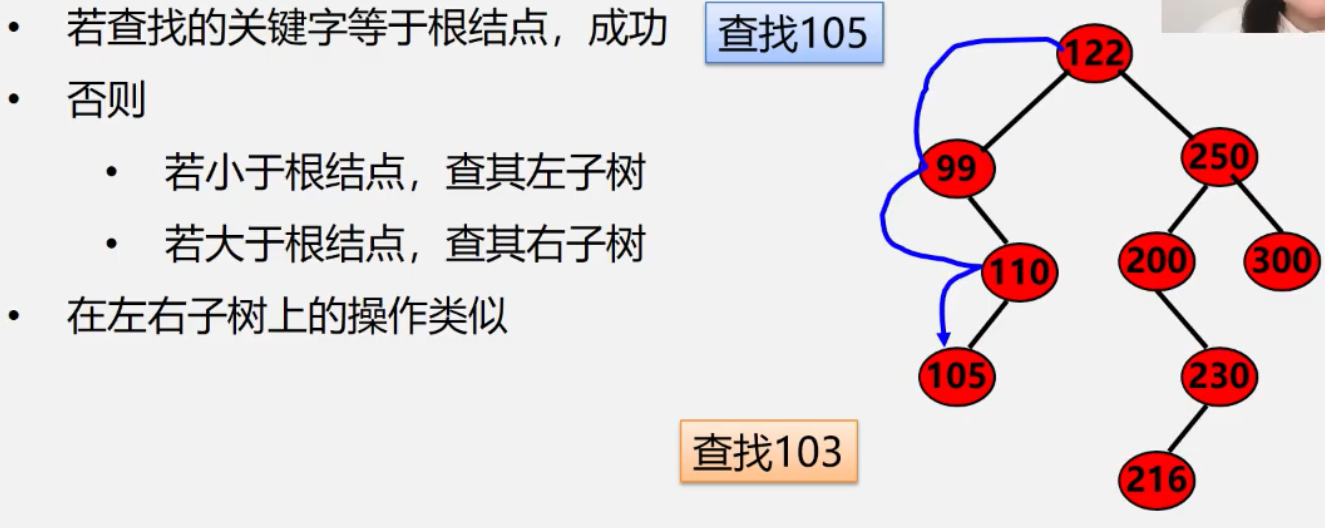 • 若查找的关键字等于根结点，成功
• 否则
• 若小于根结点，查其左子树
• 若大于根结点，查其右子树
• 在左右子树上的操作类似
查找105
查找103
122
99
250
110
200
300
105
230
216